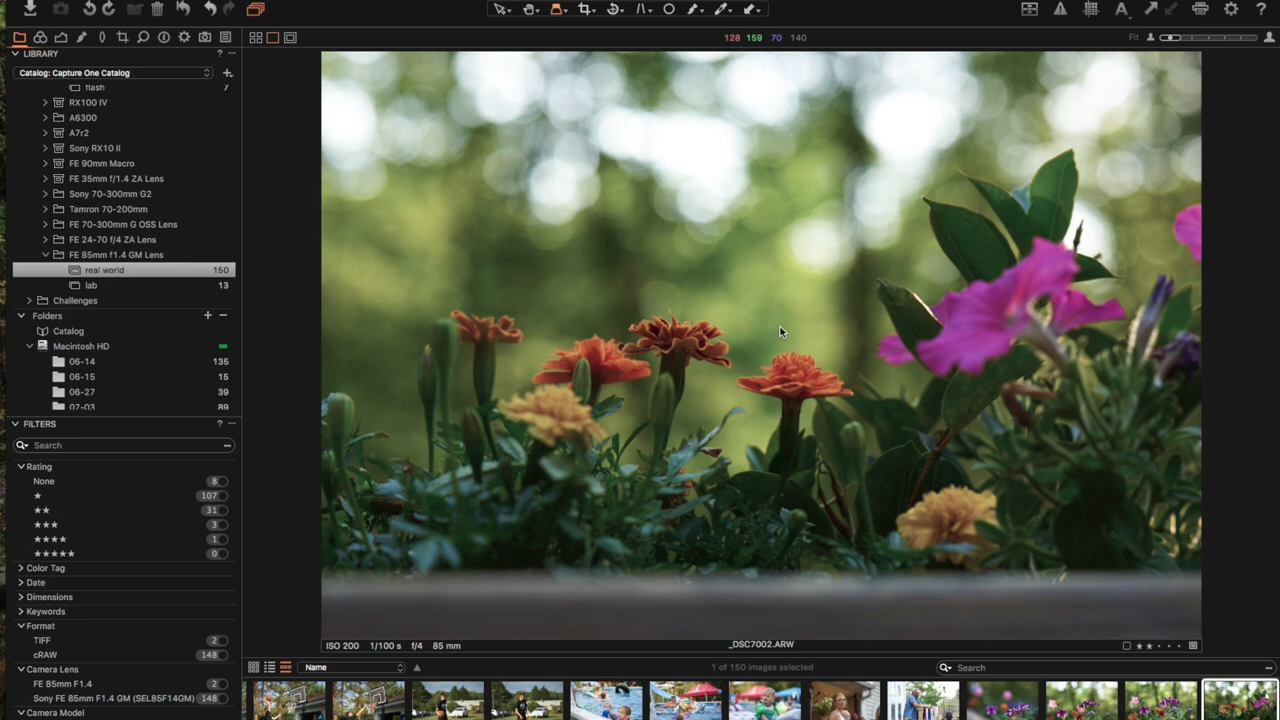 128 159 70 140
Fit
LIBRARY ? ...
Catalog: Capture One Catalog
flash 7
RX100 IV
A6300
A7r2
Sony RX10 II
FE 90mm Macro
FE 35mm f/1.4 ZA Lens
Sony 70-300mm G2
Tamron 70-200mm
FE 70-300mm G OSS Lens
FE 24-70 f/4 ZA Lens
FE 85mm f1.4 GM Lens
real world 150
lab 13
Challenges
Folders + −
Catalog
Macintosh HD
06-14 135
06-15 15
06-27 39
07-03 89
FILTERS ? ...
Search
Rating
None 8
★ 107
★★ 31
★★★ 3
★★★★ 1
★★★★★ 0
Color Tag
Date
Dimensions
Keywords
Format
TIFF 2
cRAW 148
Camera Lens
FE 85mm F1.4 2
Sony FE 85mm F1.4 GM (SEL85F14GM) 148
Camera Model
ISO 200 1/100 s f/4 85 mm
_DSC7002.ARW
★★
Name
1 of 150 images selected
Search